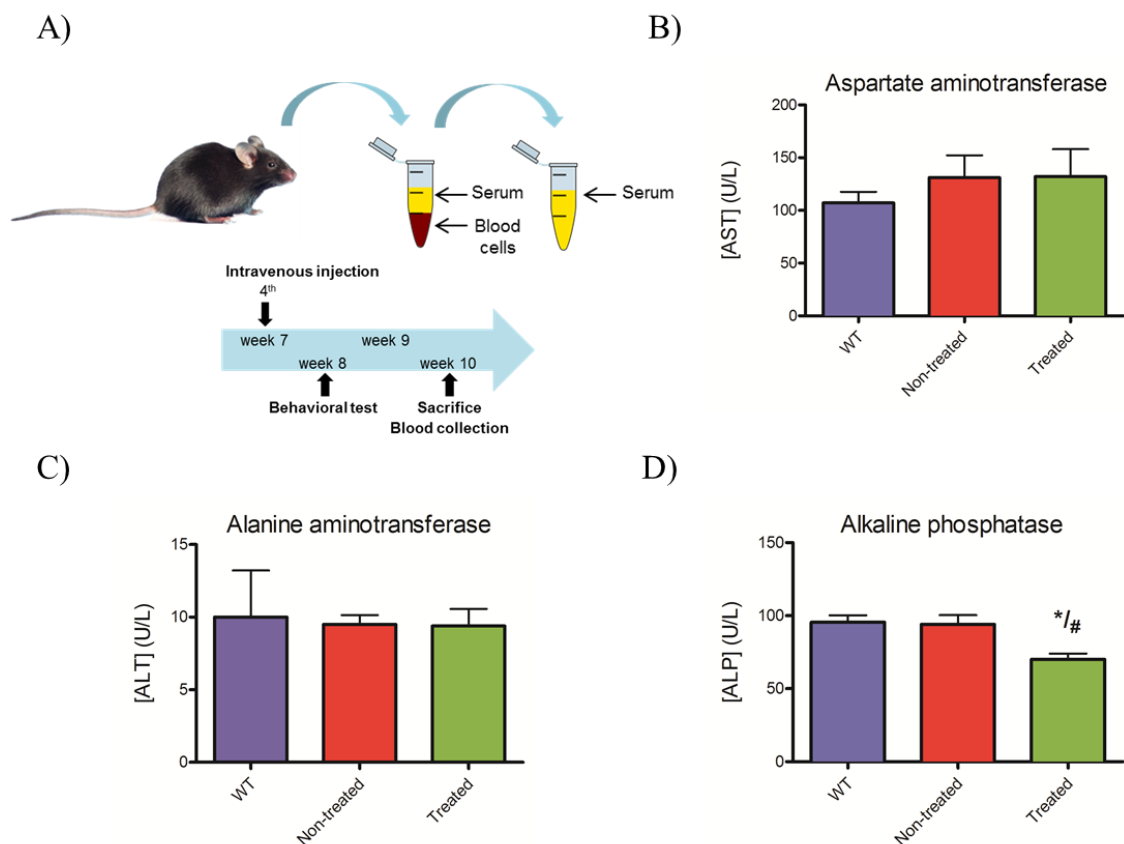 A)
Serum
Blood
cells
Serum
Intravenous injection
4th
week 7
week 9
week 8
week 10
Behavioral test
Sacrifice
Blood collection
B)
Aspartate aminotransferase
[AST] (U/L)
200
150
100
50
0
WT
Non-treated
Treated
C)
Alanine aminotransferase
[ALT] (U/L)
15
10
5
0
WT
Non-treated
Treated
D)
Alkaline phosphatase
[ALP] (U/L)
150
100
50
0
*/#
WT
Non-treated
Treated